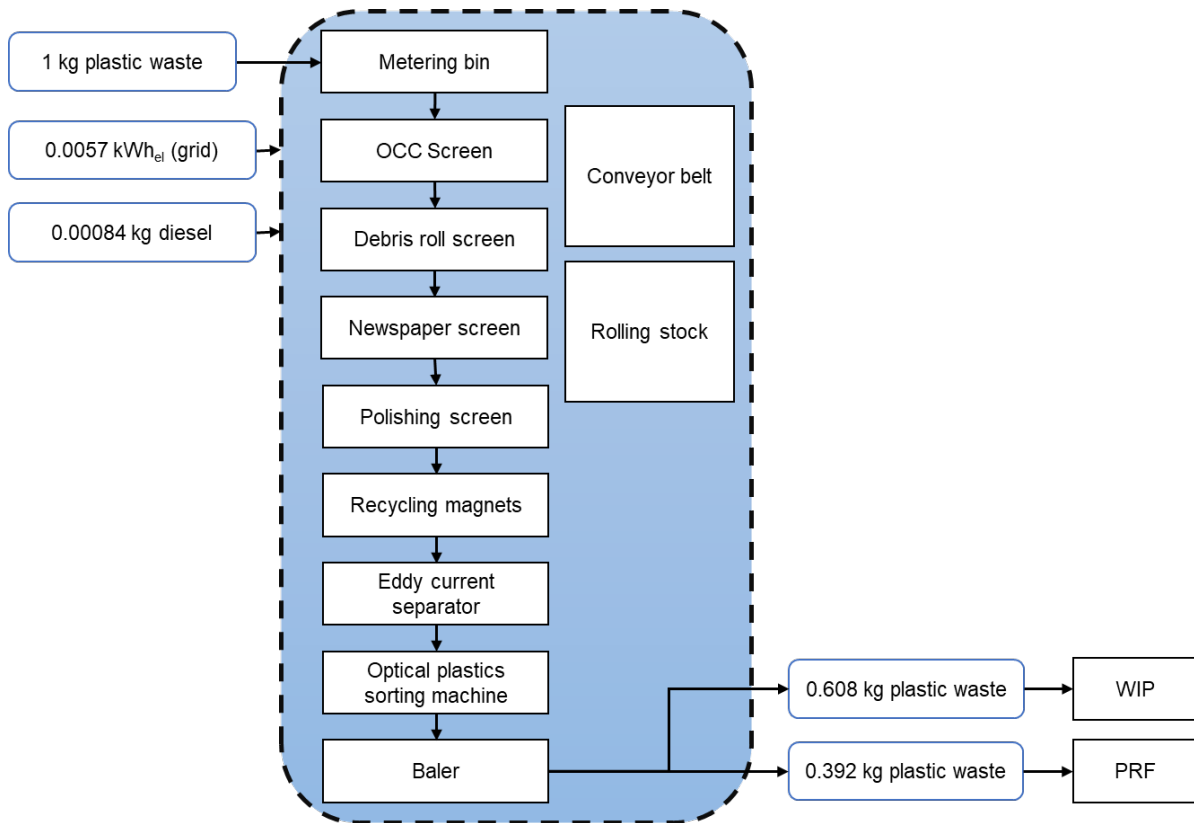 1 kg plastic waste
0.0057 kWhel (grid)
0.00084 kg diesel
Metering bin
OCC Screen
Debris roll screen
Newspaper screen
Polishing screen
Recycling magnets
Eddy current
separator
Optical plastics
sorting machine
Baler
Conveyor belt
Rolling stock
0.608 kg plastic waste
WIP
0.392 kg plastic waste
PRF